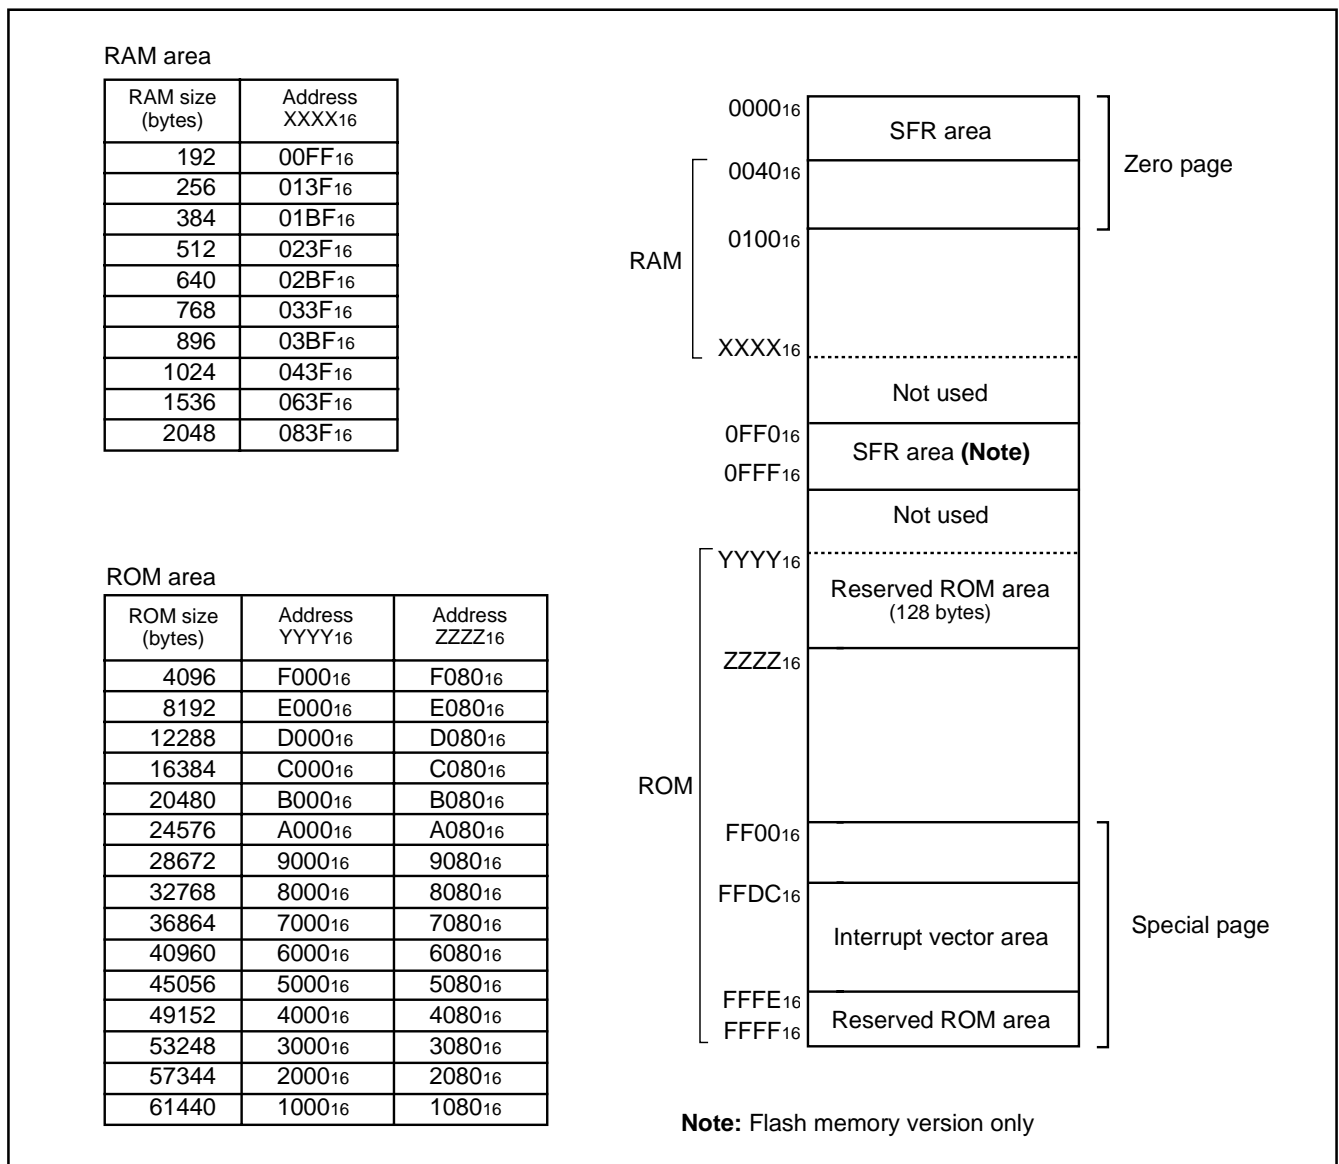 RAM area
RAM size (bytes) Address XXXX16
192 00FF16
256 013F16
384 01BF16
512 023F16
640 02BF16
768 033F16
896 03BF16
1024 043F16
1536 063F16
2048 083F16
ROM area
ROM size (bytes) Address YYYY16 Address ZZZZ16
4096 F00016 F08016
8192 E00016 E08016
12288 D00016 D08016
16384 C00016 C08016
20480 B00016 B08016
24576 A00016 A08016
28672 900016 908016
32768 800016 808016
36864 700016 708016
40960 600016 608016
45056 500016 508016
49152 400016 408016
53248 300016 308016
57344 200016 208016
61440 100016 108016
000016
SFR area
Zero page
004016
010016
RAM
XXXX16
Not used
0FF016
SFR area (Note)
0FFF16
Not used
YYYY16
Reserved ROM area
(128 bytes)
ZZZZ16
ROM
FF0016
FFDC16
Interrupt vector area
Special page
FFFE16
Reserved ROM area
FFFF16
Note: Flash memory version only